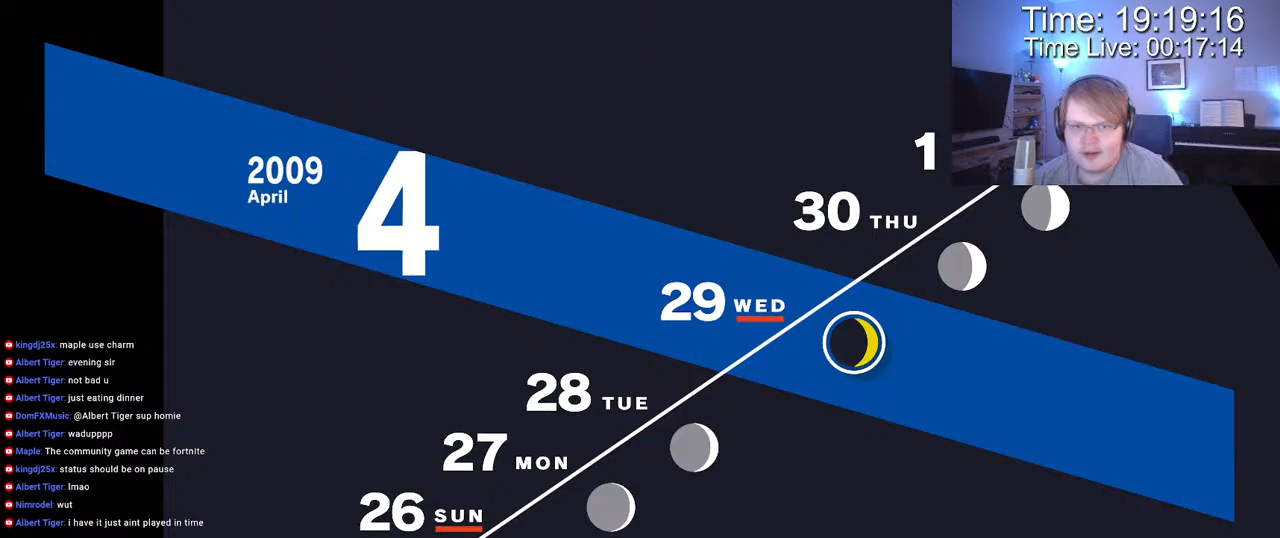 Time: 19:19:16
Time Live: 00:17:14
2009
April
4
1
30 THU
29 WED
28 TUE
27 MON
26 SUN
kingdj25x: maple use charm
Albert Tiger: evening sir
Albert Tiger: not bad u
Albert Tiger: just eating dinner
DomFXMusic: @Albert Tiger sup homie
Albert Tiger: wadupppp
Maple: The community game can be fortnite
kingdj25x: status should be on pause
Albert Tiger: lmao
Nimrodel: wut
Albert Tiger: i have it just aint played in time